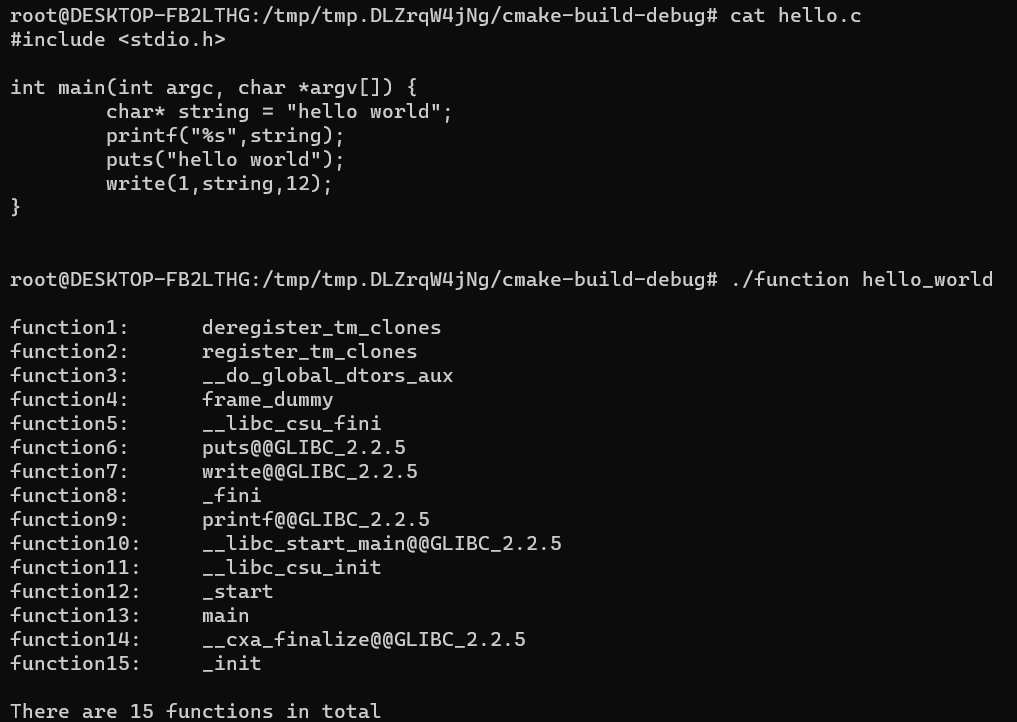 root@DESKTOP-FB2LTHG:/tmp/tmp.DLZrqW4jNg/cmake-build-debug# cat hello.c
#include <stdio.h>
int main(int argc, char *argv[]) {
        char* string = "hello world";
        printf("%s",string);
        puts("hello world");
        write(1,string,12);
}
root@DESKTOP-FB2LTHG:/tmp/tmp.DLZrqW4jNg/cmake-build-debug# ./function hello_world
function1:      deregister_tm_clones
function2:      register_tm_clones
function3:      __do_global_dtors_aux
function4:      frame_dummy
function5:      __libc_csu_fini
function6:      puts@@GLIBC_2.2.5
function7:      write@@GLIBC_2.2.5
function8:      _fini
function9:      printf@@GLIBC_2.2.5
function10:     __libc_start_main@@GLIBC_2.2.5
function11:     __libc_csu_init
function12:     _start
function13:     main
function14:     __cxa_finalize@@GLIBC_2.2.5
function15:     _init
There are 15 functions in total